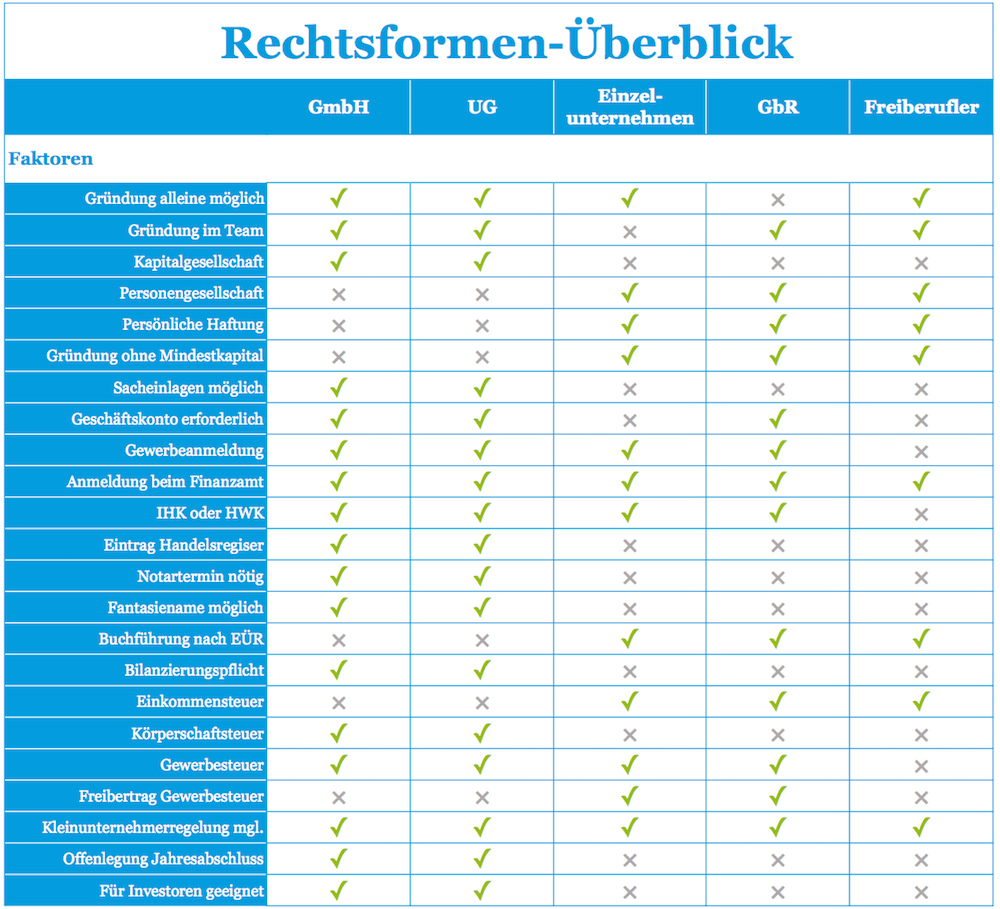 Rechtsformen-Überblick
GmbH UG Einzel-
unternehmen GbR Freiberufler
Faktoren
Gründung alleine möglich ✓ ✓ ✓ ✕ ✓
Gründung im Team ✓ ✓ ✕ ✓ ✓
Kapitalgesellschaft ✓ ✓ ✕ ✕ ✕
Personengesellschaft ✕ ✕ ✓ ✓ ✓
Persönliche Haftung ✕ ✕ ✓ ✓ ✓
Gründung ohne Mindestkapital ✕ ✕ ✓ ✓ ✓
Sacheinlagen möglich ✓ ✓ ✕ ✕ ✕
Geschäftskonto erforderlich ✓ ✓ ✕ ✓ ✕
Gewerbeanmeldung ✓ ✓ ✓ ✓ ✕
Anmeldung beim Finanzamt ✓ ✓ ✓ ✓ ✓
IHK oder HWK ✓ ✓ ✓ ✓ ✕
Eintrag Handelsregiser ✓ ✓ ✕ ✕ ✕
Notartermin nötig ✓ ✓ ✕ ✕ ✕
Fantasiename möglich ✓ ✓ ✕ ✕ ✕
Buchführung nach EÜR ✕ ✕ ✓ ✓ ✓
Bilanzierungspflicht ✓ ✓ ✕ ✕ ✕
Einkommensteuer ✕ ✕ ✓ ✓ ✓
Körperschaftsteuer ✓ ✓ ✕ ✕ ✕
Gewerbesteuer ✓ ✓ ✓ ✓ ✕
Freibertrag Gewerbesteuer ✕ ✕ ✓ ✓ ✕
Kleinunternehmerregelung mgl. ✓ ✓ ✓ ✓ ✓
Offenlegung Jahresabschluss ✓ ✓ ✕ ✕ ✕
Für Investoren geeignet ✓ ✓ ✕ ✕ ✕